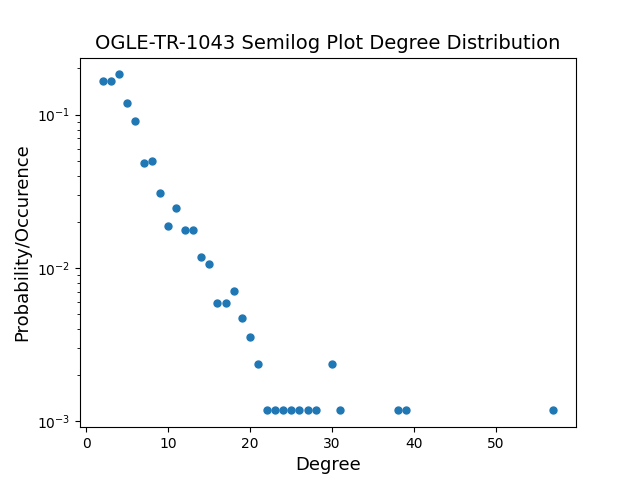 OGLE-TR-1043 Semilog Plot Degree Distribution
Probability/Occurence
10⁻¹
10⁻²
10⁻³
0 10 20 30 40 50
Degree